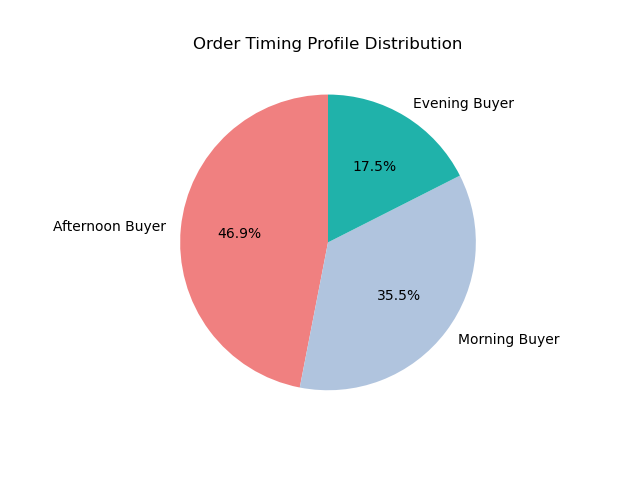 Order Timing Profile Distribution
Evening Buyer
17.5%
Afternoon Buyer
46.9%
35.5%
Morning Buyer